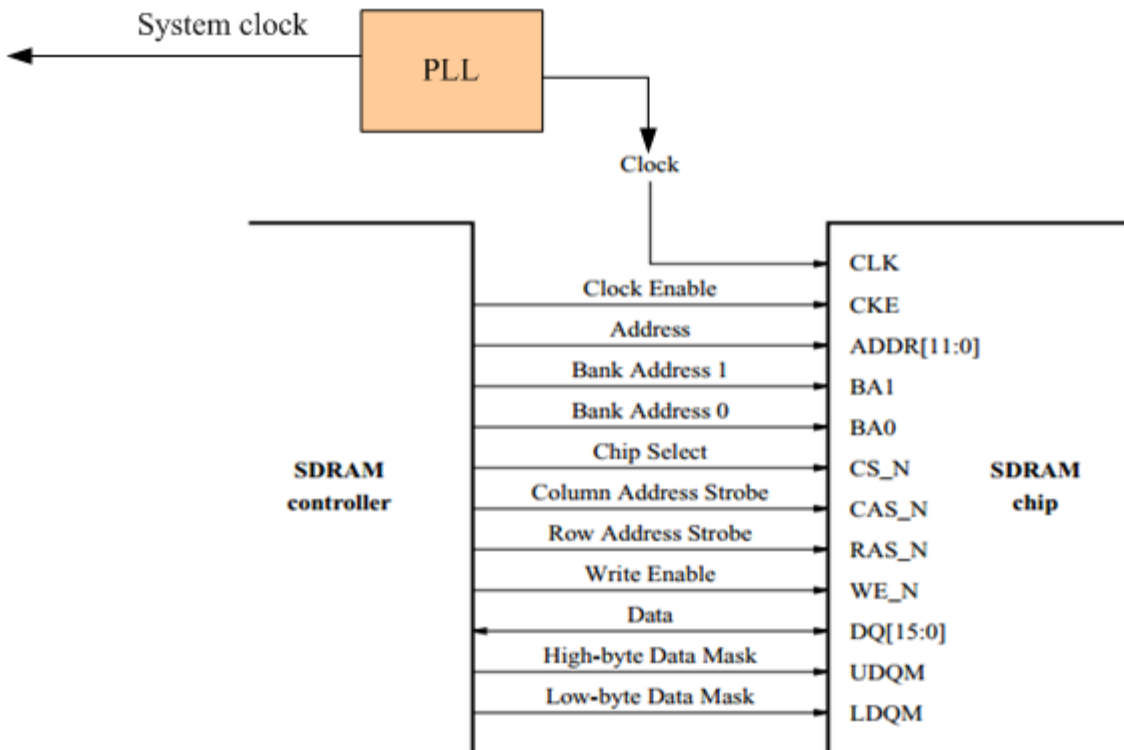 System clock
PLL
Clock
CLK
Clock Enable
CKE
Address
ADDR[11:0]
Bank Address 1
BA1
Bank Address 0
BA0
Chip Select
CS_N
SDRAM
controller
SDRAM
chip
Column Address Strobe
CAS_N
Row Address Strobe
RAS_N
Write Enable
WE_N
Data
DQ[15:0]
High-byte Data Mask
UDQM
Low-byte Data Mask
LDQM